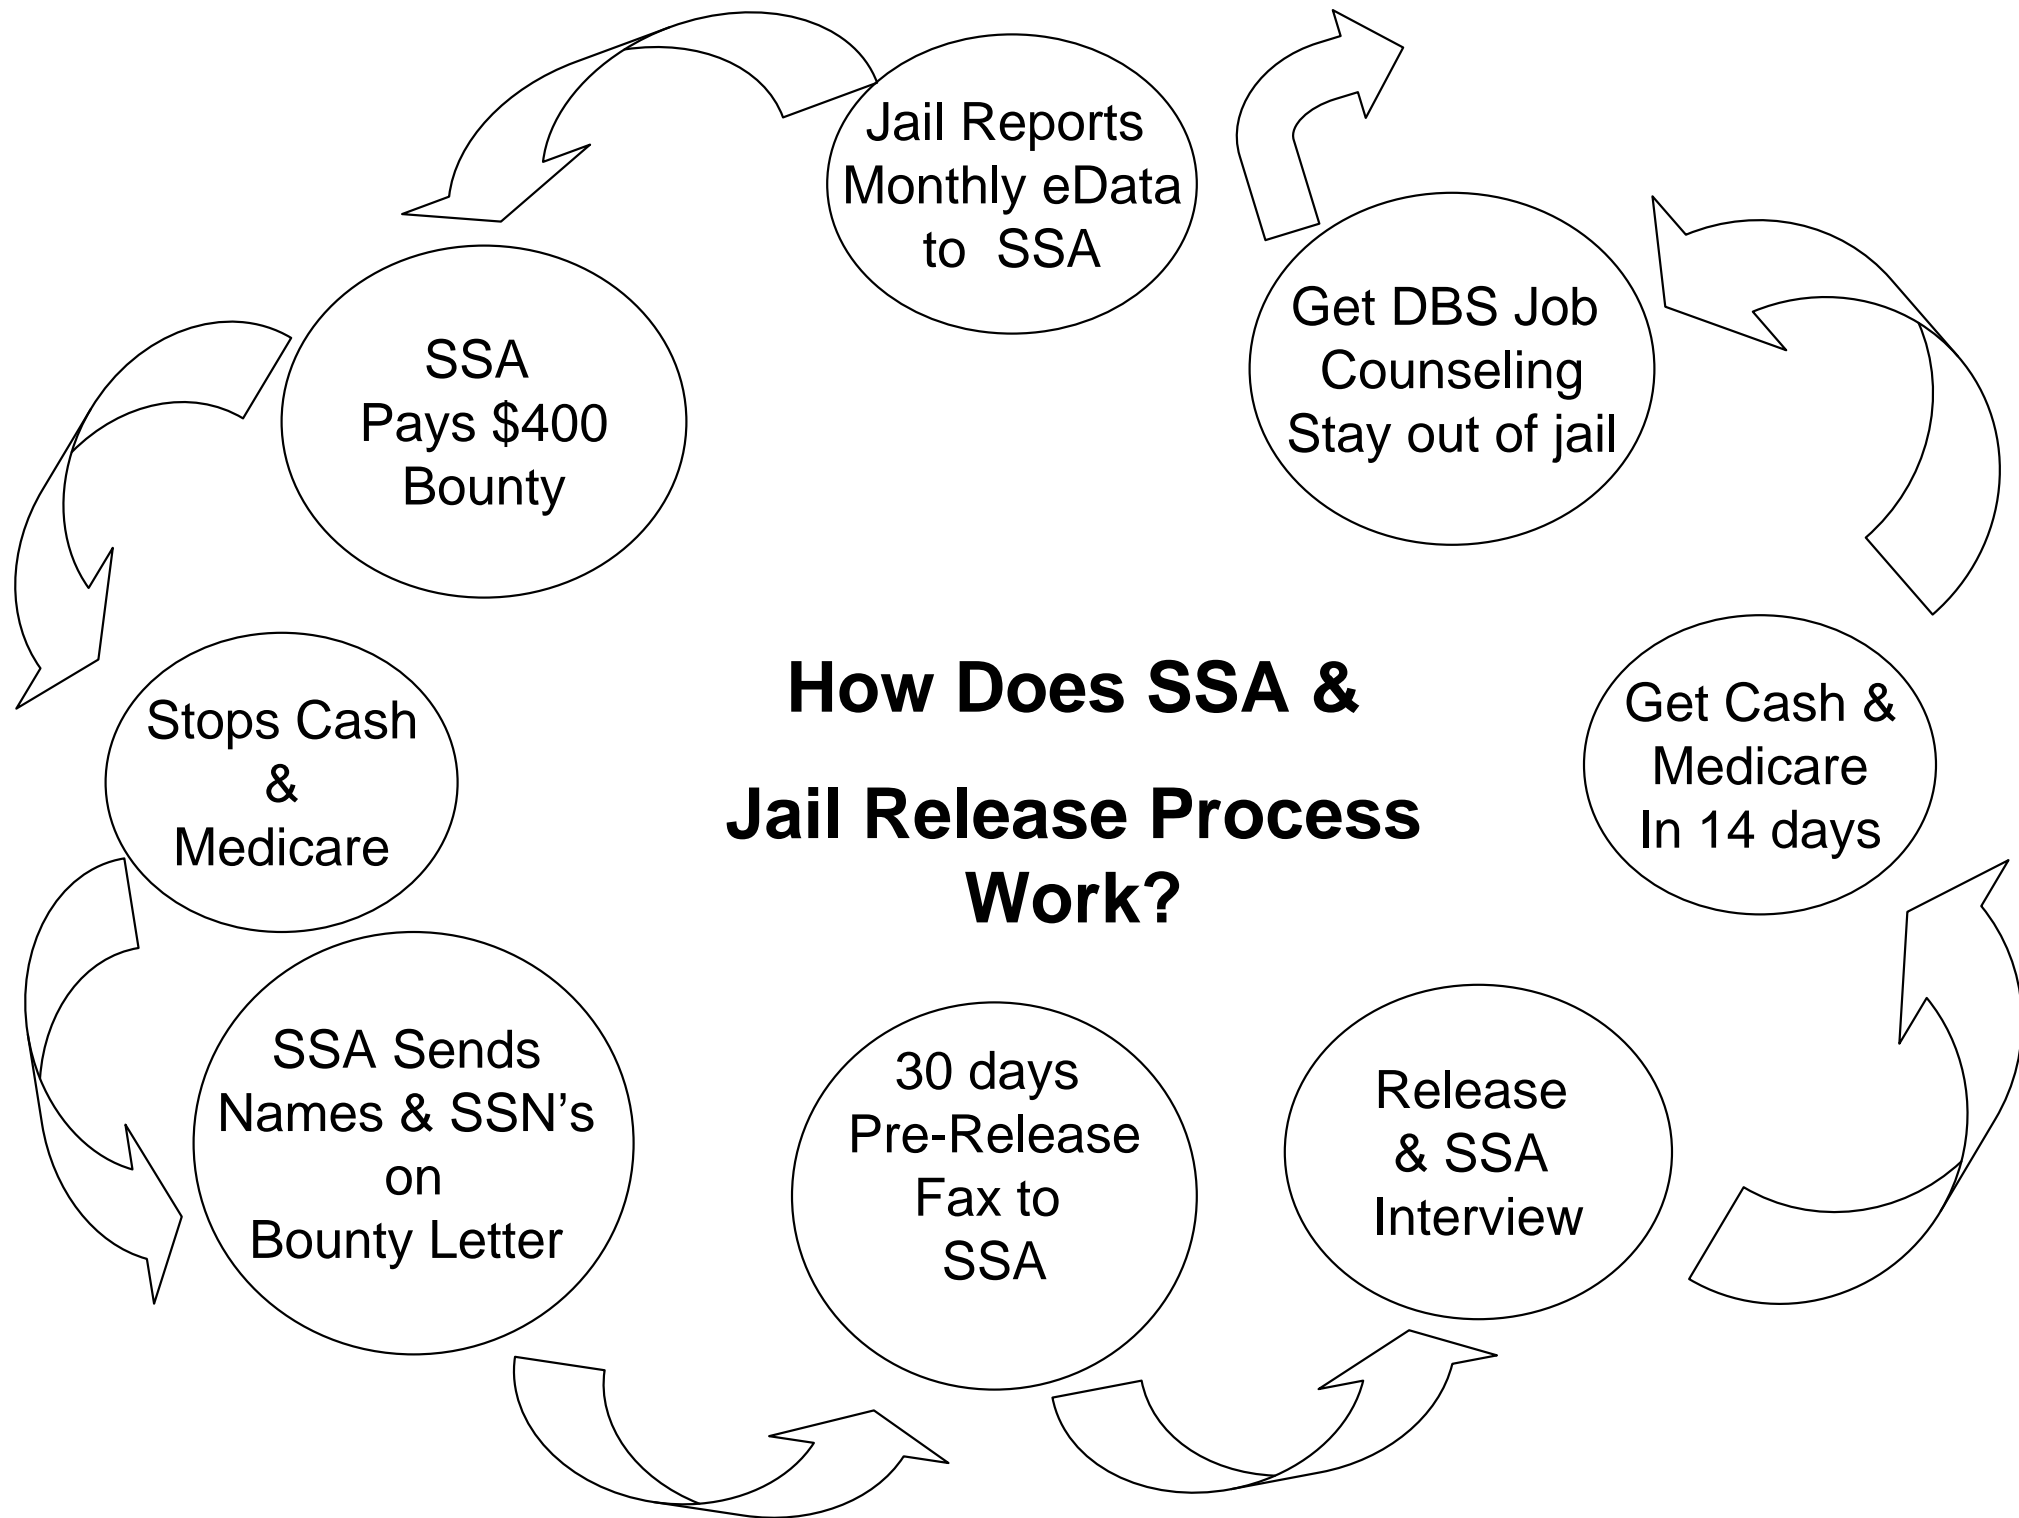 Jail Reports
Monthly eData
to SSA
SSA
Pays $400
Bounty
Stops Cash
&
Medicare
SSA Sends
Names & SSN’s
on
Bounty Letter
30 days
Pre-Release
Fax to
SSA
Release
& SSA
Interview
Get Cash &
Medicare
In 14 days
Get DBS Job
Counseling
Stay out of jail
How Does SSA &
Jail Release Process
Work?